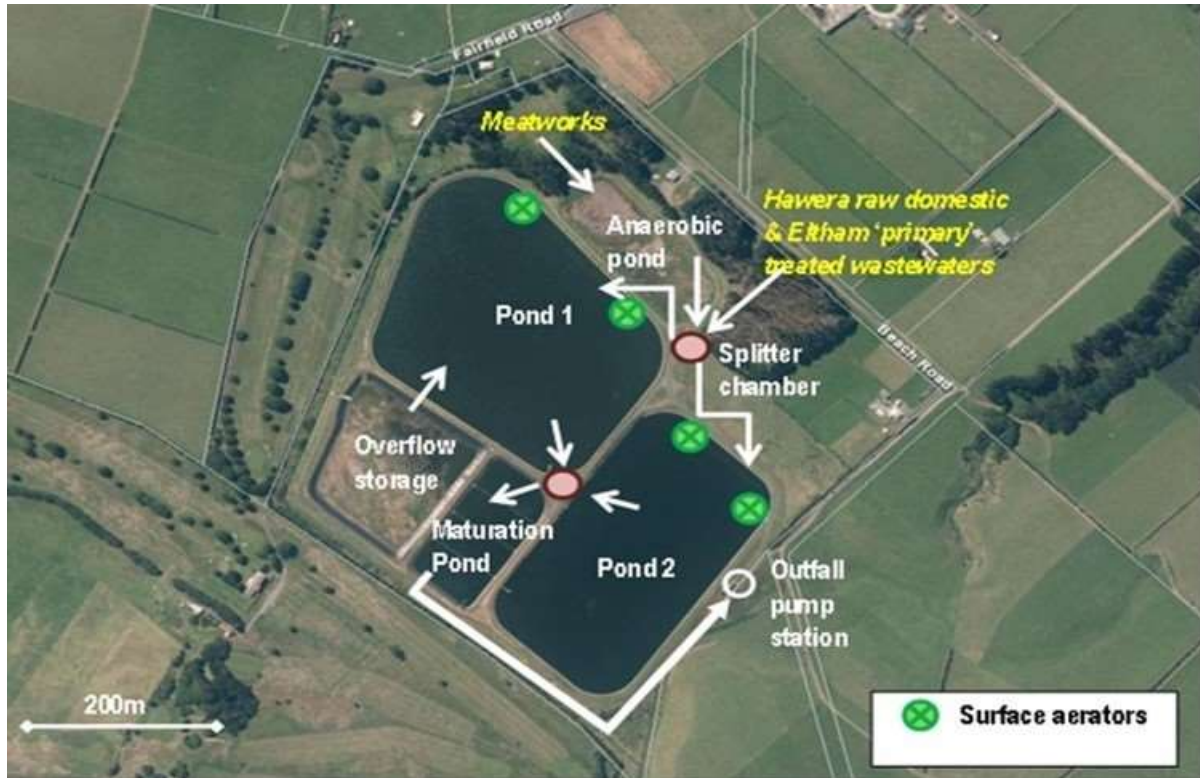 Fairfield Road
Meatworks
Hawera raw domestic
& Eltham 'primary'
treated wastewaters
Anaerobic
pond
Pond 1
Splitter
chamber
Beach Road
Overflow
storage
Maturation
Pond
Pond 2
Outfall
pump
station
200m
Surface aerators